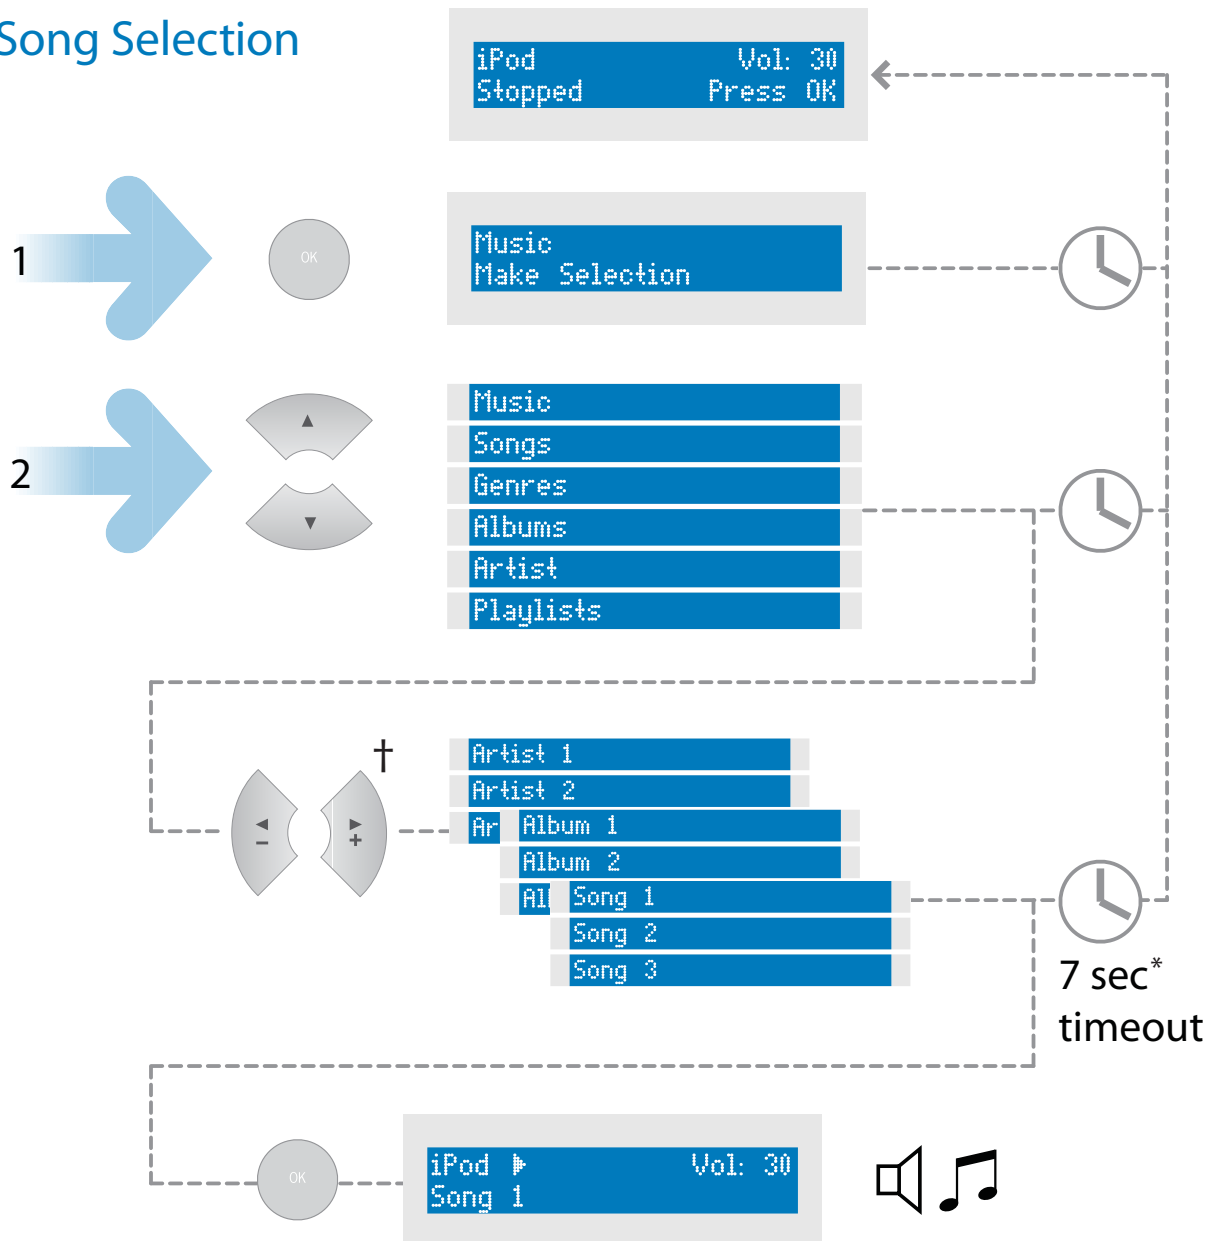 Song Selection
iPod Vol: 30
Stopped Press OK
1
OK
Music
Make Selection
2
Music
Songs
Genres
Albums
Artist
Playlists
†
Artist 1
Artist 2
Ar
Album 1
Album 2
Al
Song 1
Song 2
Song 3
- +
7 sec*
timeout
OK
iPod Vol: 30
Song 1